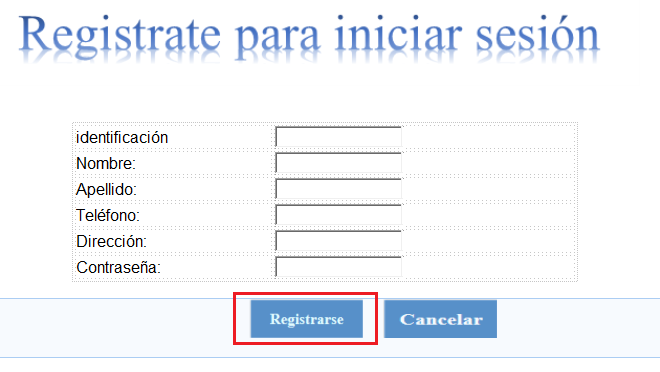 Registrate para iniciar sesión
identificación
Nombre:
Apellido:
Teléfono:
Dirección:
Contraseña:
Registrarse Cancelar